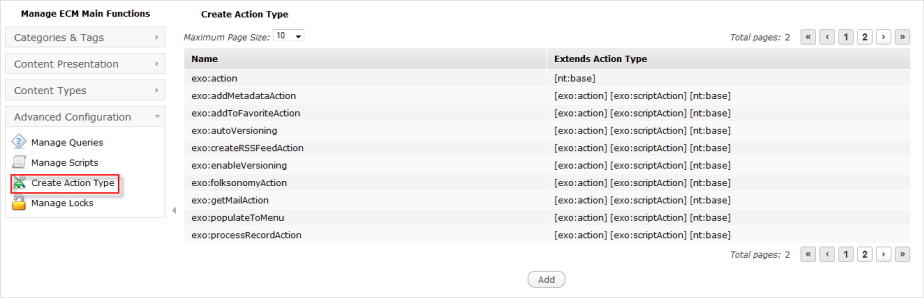 Manage ECM Main Functions
Categories & Tags
Content Presentation
Content Types
Advanced Configuration
Manage Queries
Manage Scripts
Create Action Type
Manage Locks
Create Action Type
Maximum Page Size: 10
Total pages: 2 « ‹ 1 2 › »
Name Extends Action Type
exo:action [nt:base]
exo:addMetadataAction [exo:action] [exo:scriptAction] [nt:base]
exo:addToFavoriteAction [exo:action] [exo:scriptAction] [nt:base]
exo:autoVersioning [exo:action] [exo:scriptAction] [nt:base]
exo:createRSSFeedAction [exo:action] [exo:scriptAction] [nt:base]
exo:enableVersioning [exo:action] [exo:scriptAction] [nt:base]
exo:folksonomyAction [exo:action] [exo:scriptAction] [nt:base]
exo:getMailAction [exo:action] [exo:scriptAction] [nt:base]
exo:populateToMenu [exo:action] [exo:scriptAction] [nt:base]
exo:processRecordAction [exo:action] [exo:scriptAction] [nt:base]
Total pages: 2 « ‹ 1 2 › »
Add